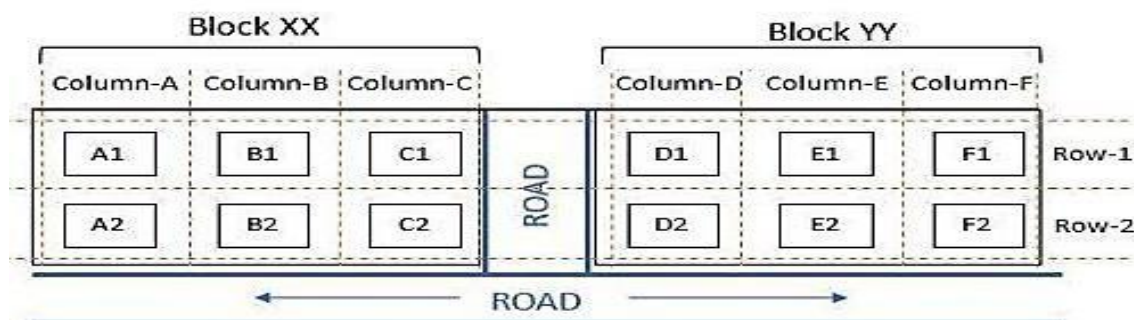 Block XX Block YY
Column-A Column-B Column-C Column-D Column-E Column-F
A1 B1 C1 ROAD D1 E1 F1 Row-1
A2 B2 C2 D2 E2 F2 Row-2
ROAD